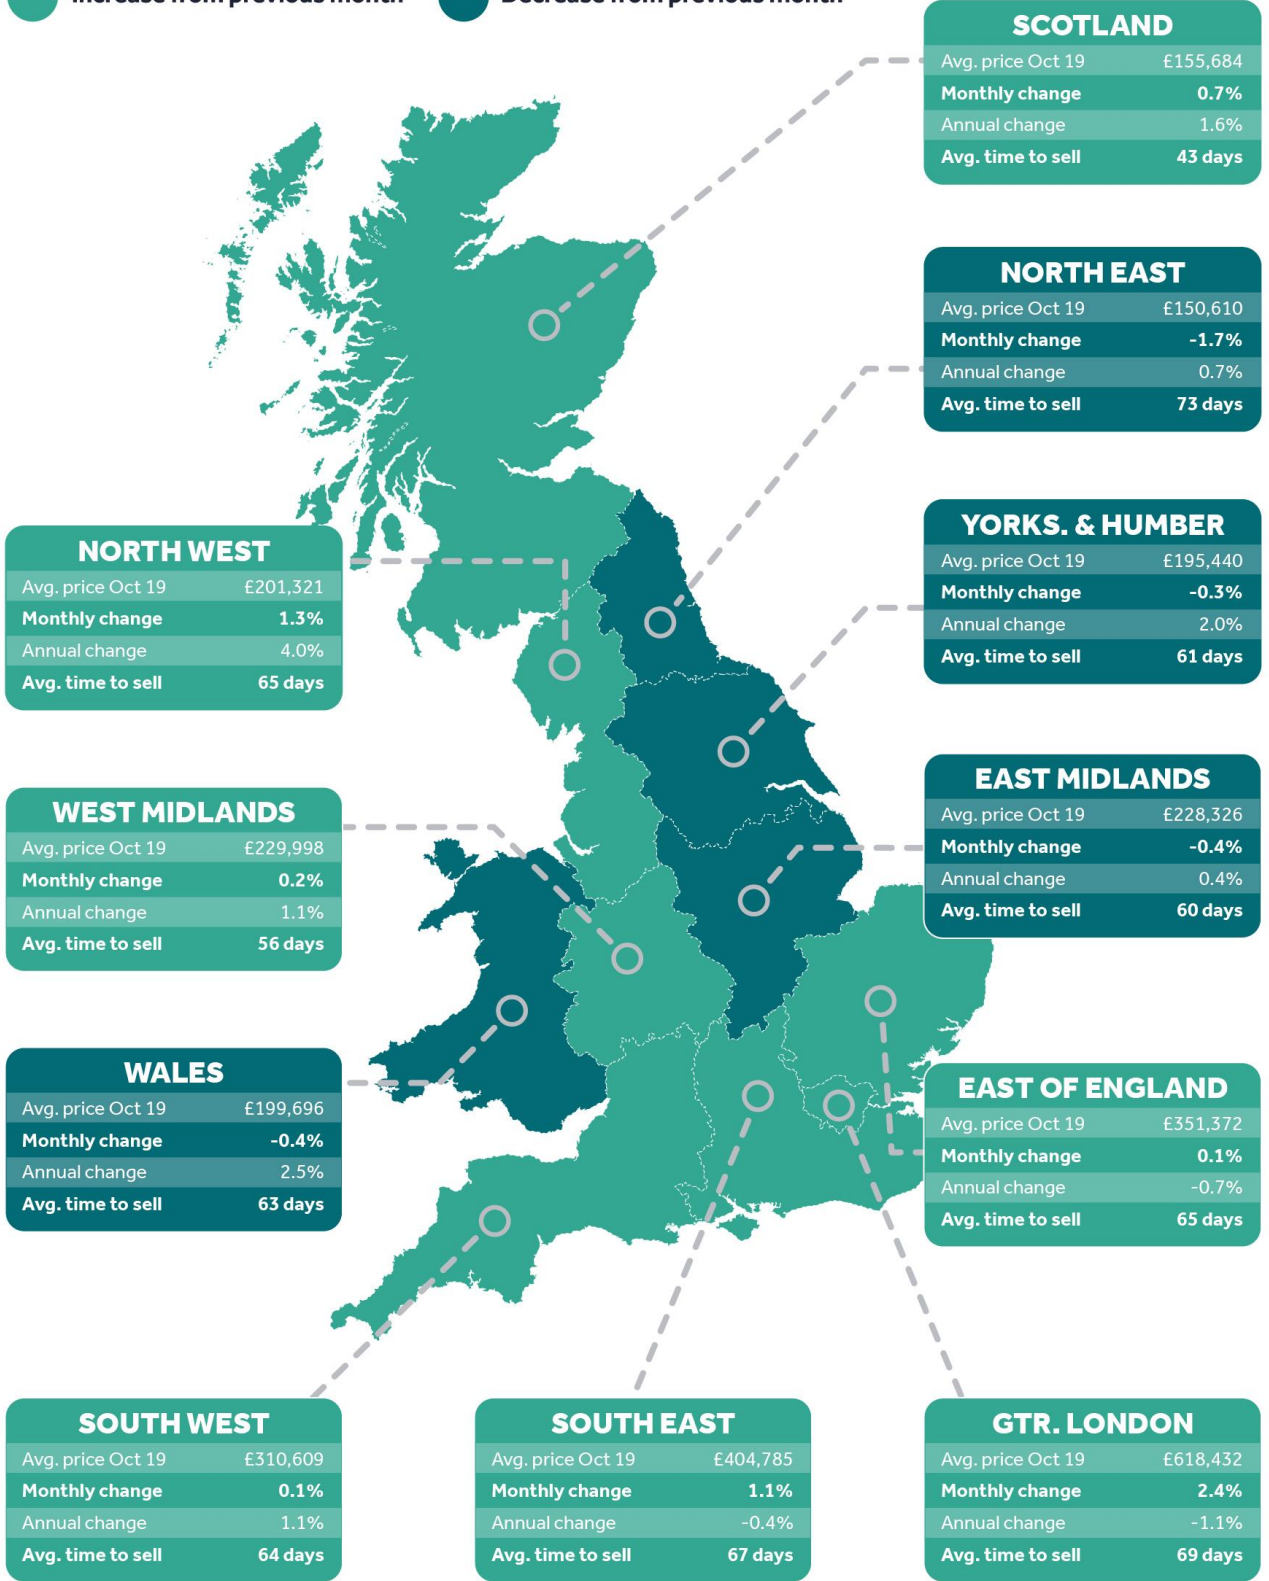 Increase from previous month Decrease from previous month
SCOTLAND
Avg. price Oct 19 £155,684
Monthly change 0.7%
Annual change 1.6%
Avg. time to sell 43 days
NORTH EAST
Avg. price Oct 19 £150,610
Monthly change -1.7%
Annual change 0.7%
Avg. time to sell 73 days
YORKS. & HUMBER
Avg. price Oct 19 £195,440
Monthly change -0.3%
Annual change 2.0%
Avg. time to sell 61 days
NORTH WEST
Avg. price Oct 19 £201,321
Monthly change 1.3%
Annual change 4.0%
Avg. time to sell 65 days
EAST MIDLANDS
Avg. price Oct 19 £228,326
Monthly change -0.4%
Annual change 0.4%
Avg. time to sell 60 days
WEST MIDLANDS
Avg. price Oct 19 £229,998
Monthly change 0.2%
Annual change 1.1%
Avg. time to sell 56 days
WALES
Avg. price Oct 19 £199,696
Monthly change -0.4%
Annual change 2.5%
Avg. time to sell 63 days
EAST OF ENGLAND
Avg. price Oct 19 £351,372
Monthly change 0.1%
Annual change -0.7%
Avg. time to sell 65 days
SOUTH WEST
Avg. price Oct 19 £310,609
Monthly change 0.1%
Annual change 1.1%
Avg. time to sell 64 days
SOUTH EAST
Avg. price Oct 19 £404,785
Monthly change 1.1%
Annual change -0.4%
Avg. time to sell 67 days
GTR. LONDON
Avg. price Oct 19 £618,432
Monthly change 2.4%
Annual change -1.1%
Avg. time to sell 69 days